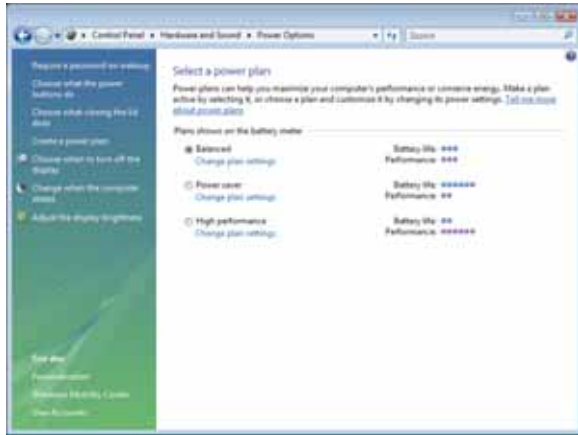 Control Panel ▸ Hardware and Sound ▸ Power Options
Search
Require a password on wakeup
Choose what the power
buttons do
Choose what closing the lid
does
Create a power plan
Choose when to turn off the
display
Change when the computer
sleeps
Adjust the display brightness
Select a power plan
Power plans can help you maximize your computer's performance or conserve energy. Make a plan
active by selecting it, or choose a plan and customize it by changing its power settings. Tell me more
about power plans
Plans shown on the battery meter
Balanced
Battery life:
Change plan settings
Performance:
Power saver
Battery life:
Change plan settings
Performance:
High performance
Battery life:
Change plan settings
Performance:
See also
Personalization
Windows Mobility Center
User Accounts